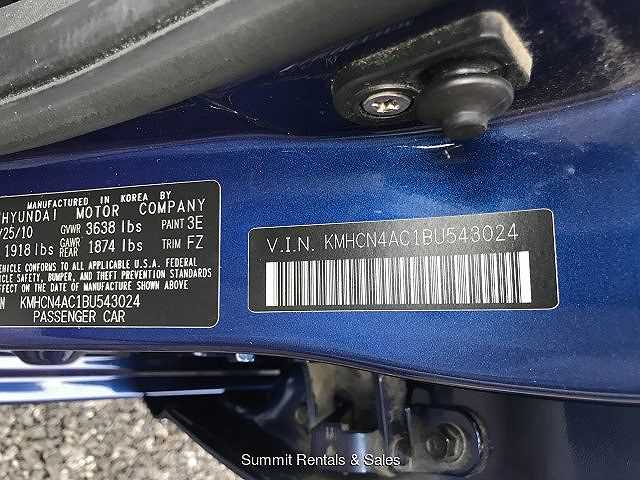 MANUFACTURED IN KOREA BY
HYUNDAI MOTOR COMPANY
/25/10 GVWR 3638 lbs PAINT 3E
1918 lbs GAWR REAR 1874 lbs TRIM FZ
VEHICLE CONFORMS TO ALL APPLICABLE U.S.A. FEDERAL
VEHICLE SAFETY, BUMPER, AND THEFT PREVENTION
STANDARDS IN EFFECT ON THE DATE OF MANUFACTURE SHOWN ABOVE
KMHCN4AC1BU543024
PASSENGER CAR
V.I.N. KMHCN4AC1BU543024
Summit Rentals & Sales